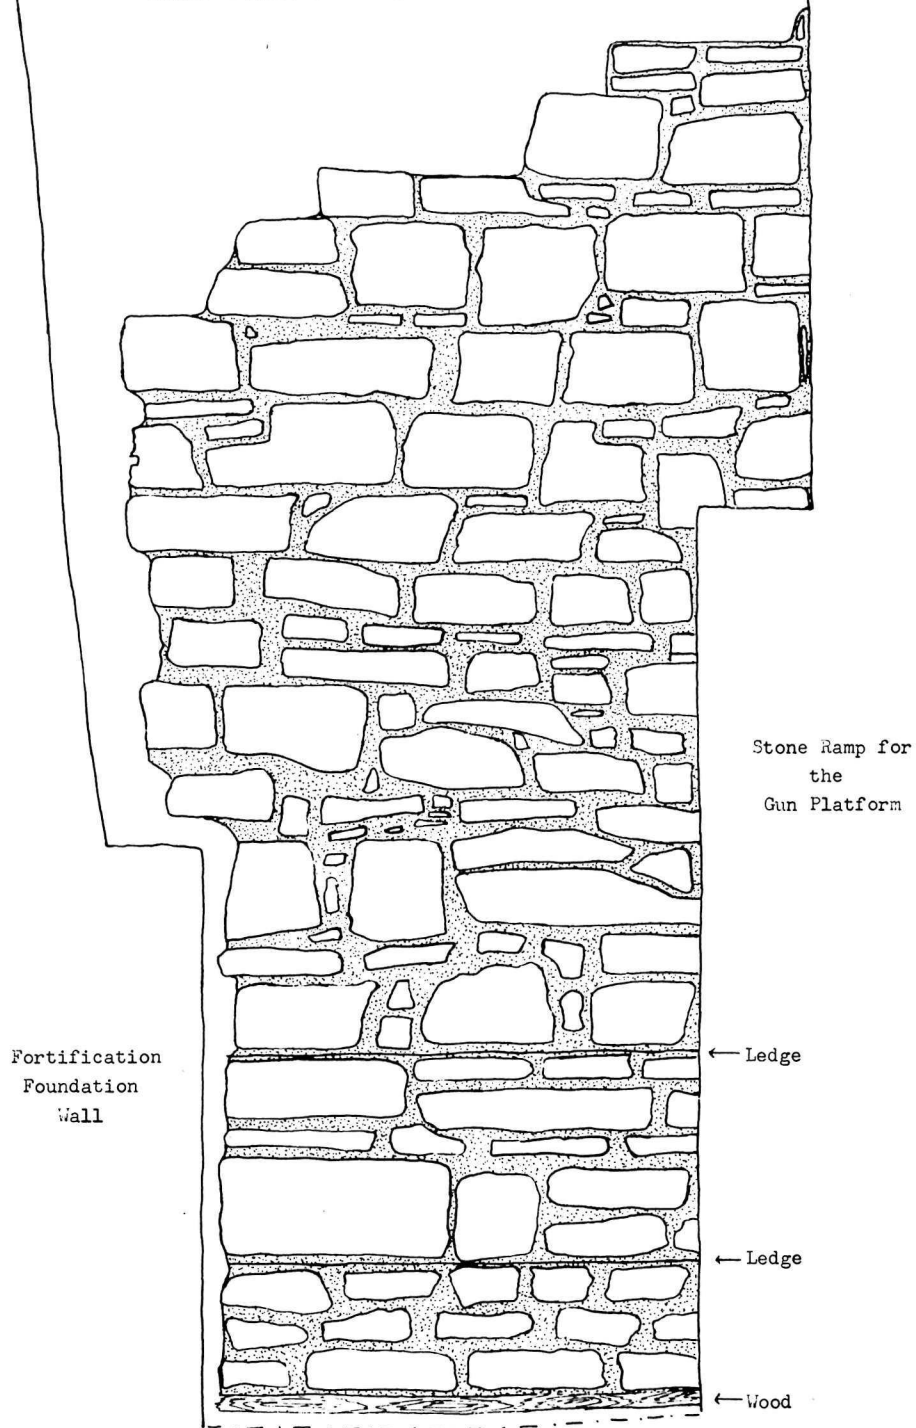 Stone Ramp for
the
Gun Platform
Fortification
Foundation
Wall
← Ledge
← Ledge
← Wood